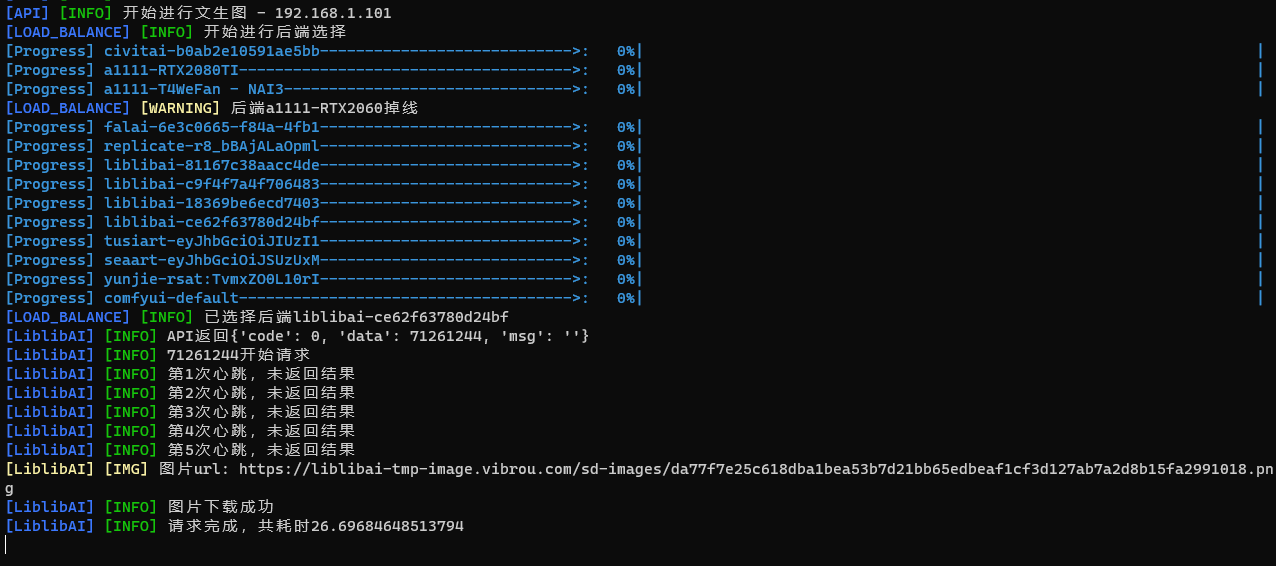 [API] [INFO] 开始进行文生图 - 192.168.1.101
[LOAD_BALANCE] [INFO] 开始进行后端选择
[Progress] civitai-b0ab2e10591ae5bb---------------------------->:   0%|                                                                    |
[Progress] a1111-RTX2080TI------------------------------------->:   0%|                                                                    |
[Progress] a1111-T4WeFan - NAI3-------------------------------->:   0%|                                                                    |
[LOAD_BALANCE] [WARNING] 后端a1111-RTX2060掉线
[Progress] falai-6e3c0665-f84a-4fb1---------------------------->:   0%|                                                                    |
[Progress] replicate-r8_bBAjALaOpml---------------------------->:   0%|                                                                    |
[Progress] liblibai-81167c38aacc4de---------------------------->:   0%|                                                                    |
[Progress] liblibai-c9f4f7a4f706483---------------------------->:   0%|                                                                    |
[Progress] liblibai-18369be6ecd7403---------------------------->:   0%|                                                                    |
[Progress] liblibai-ce62f63780d24bf---------------------------->:   0%|                                                                    |
[Progress] tusiart-eyJhbGciOiJIUzI1---------------------------->:   0%|                                                                    |
[Progress] seaart-eyJhbGciOiJSUzUxM---------------------------->:   0%|                                                                    |
[Progress] yunjie-rsat:TvmxZO0L10rI---------------------------->:   0%|                                                                    |
[Progress] comfyui-default------------------------------------->:   0%|                                                                    |
[LOAD_BALANCE] [INFO] 已选择后端liblibai-ce62f63780d24bf
[LiblibAI] [INFO] API返回{'code': 0, 'data': 71261244, 'msg': ''}
[LiblibAI] [INFO] 71261244开始请求
[LiblibAI] [INFO] 第1次心跳，未返回结果
[LiblibAI] [INFO] 第2次心跳，未返回结果
[LiblibAI] [INFO] 第3次心跳，未返回结果
[LiblibAI] [INFO] 第4次心跳，未返回结果
[LiblibAI] [INFO] 第5次心跳，未返回结果
[LiblibAI] [IMG] 图片url: https://liblibai-tmp-image.vibrou.com/sd-images/da77f7e25c618dba1bea53b7d21bb65edbeaf1cf3d127ab7a2d8b15fa2991018.pn
g
[LiblibAI] [INFO] 图片下载成功
[LiblibAI] [INFO] 请求完成，共耗时26.69684648513794